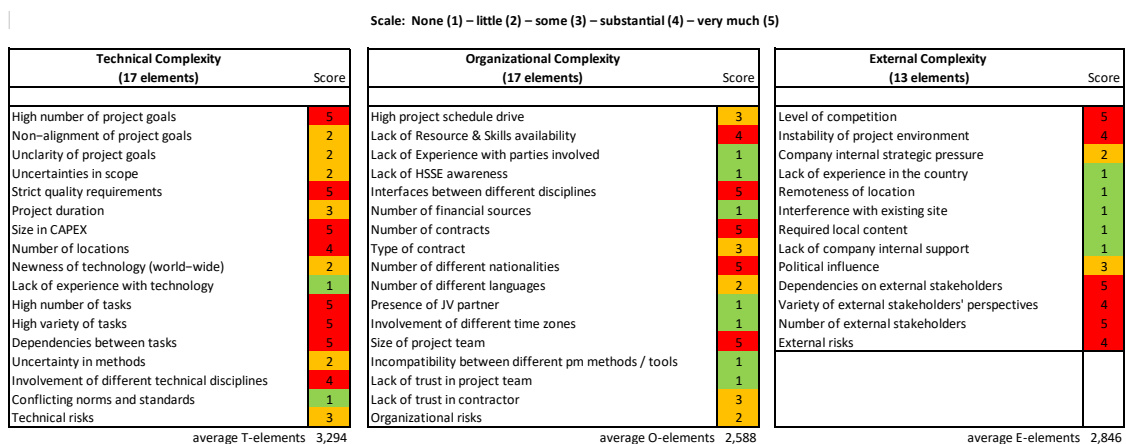 Scale: None (1) – little (2) – some (3) – substantial (4) – very much (5)
Technical Complexity
(17 elements) Score
High number of project goals 5
Non−alignment of project goals 2
Unclarity of project goals 2
Uncertainties in scope 2
Strict quality requirements 5
Project duration 3
Size in CAPEX 5
Number of locations 4
Newness of technology (world−wide) 2
Lack of experience with technology 1
High number of tasks 5
High variety of tasks 5
Dependencies between tasks 5
Uncertainty in methods 2
Involvement of different technical disciplines 4
Conflicting norms and standards 1
Technical risks 3
average T-elements 3,294
Organizational Complexity
(17 elements) Score
High project schedule drive 3
Lack of Resource & Skills availability 4
Lack of Experience with parties involved 1
Lack of HSSE awareness 1
Interfaces between different disciplines 5
Number of financial sources 1
Number of contracts 5
Type of contract 3
Number of different nationalities 5
Number of different languages 2
Presence of JV partner 1
Involvement of different time zones 1
Size of project team 5
Incompatibility between different pm methods / tools 1
Lack of trust in project team 1
Lack of trust in contractor 3
Organizational risks 2
average O-elements 2,588
External Complexity
(13 elements) Score
Level of competition 5
Instability of project environment 4
Company internal strategic pressure 2
Lack of experience in the country 1
Remoteness of location 1
Interference with existing site 1
Required local content 1
Lack of company internal support 1
Political influence 3
Dependencies on external stakeholders 5
Variety of external stakeholders' perspectives 4
Number of external stakeholders 5
External risks 4
average E-elements 2,846